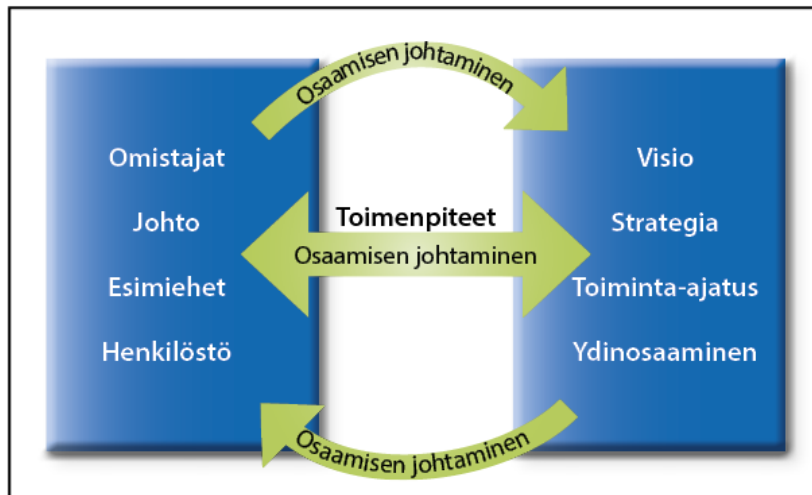 Osaamisen johtaminen
Omistajat
Johto
Esimiehet
Henkilöstö
Toimenpiteet
Osaamisen johtaminen
Visio
Strategia
Toiminta-ajatus
Ydinosaaminen
Osaamisen johtaminen